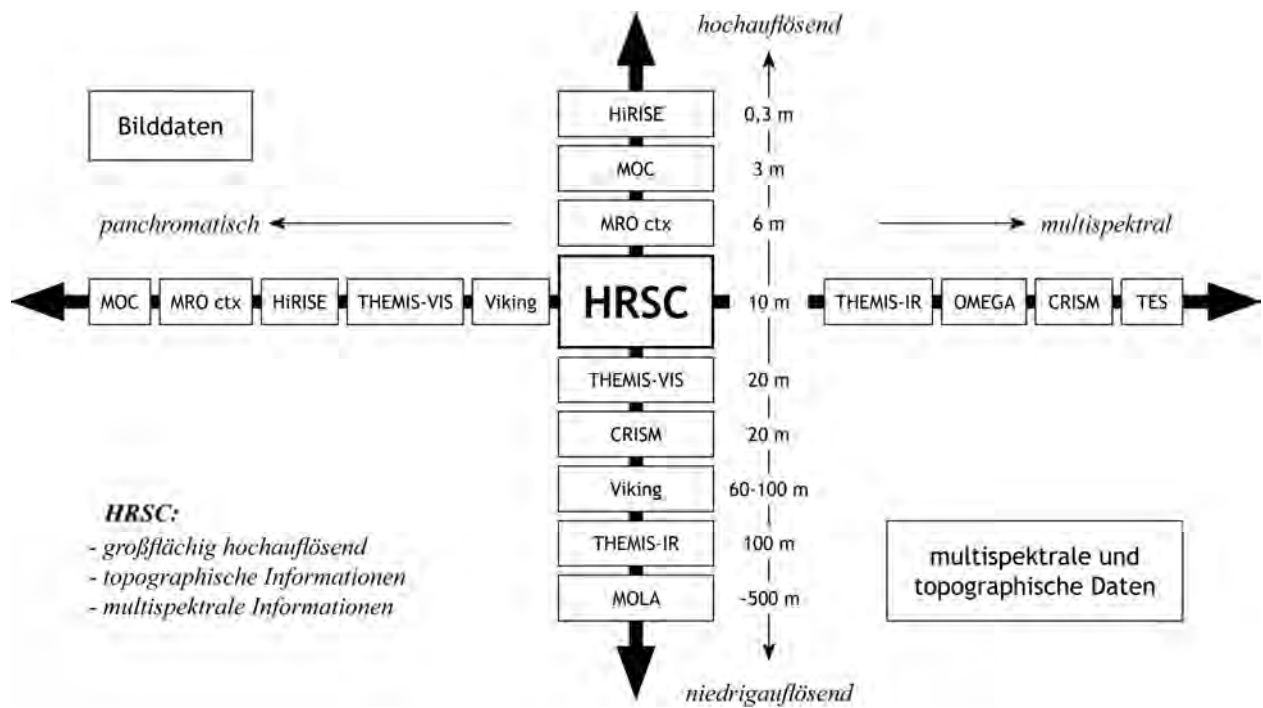 hochauflösend
Bilddaten
HiRISE 0,3 m
MOC 3 m
panchromatisch MRO ctx 6 m multispektral
MOC MRO ctx HiRISE THEMIS-VIS Viking HRSC 10 m THEMIS-IR OMEGA CRISM TES
THEMIS-VIS 20 m
CRISM 20 m
Viking 60-100 m
THEMIS-IR 100 m
MOLA ~500 m
HRSC:
- großflächig hochauflösend
- topographische Informationen
- multispektrale Informationen
multispektrale und
topographische Daten
niedrigauflösend